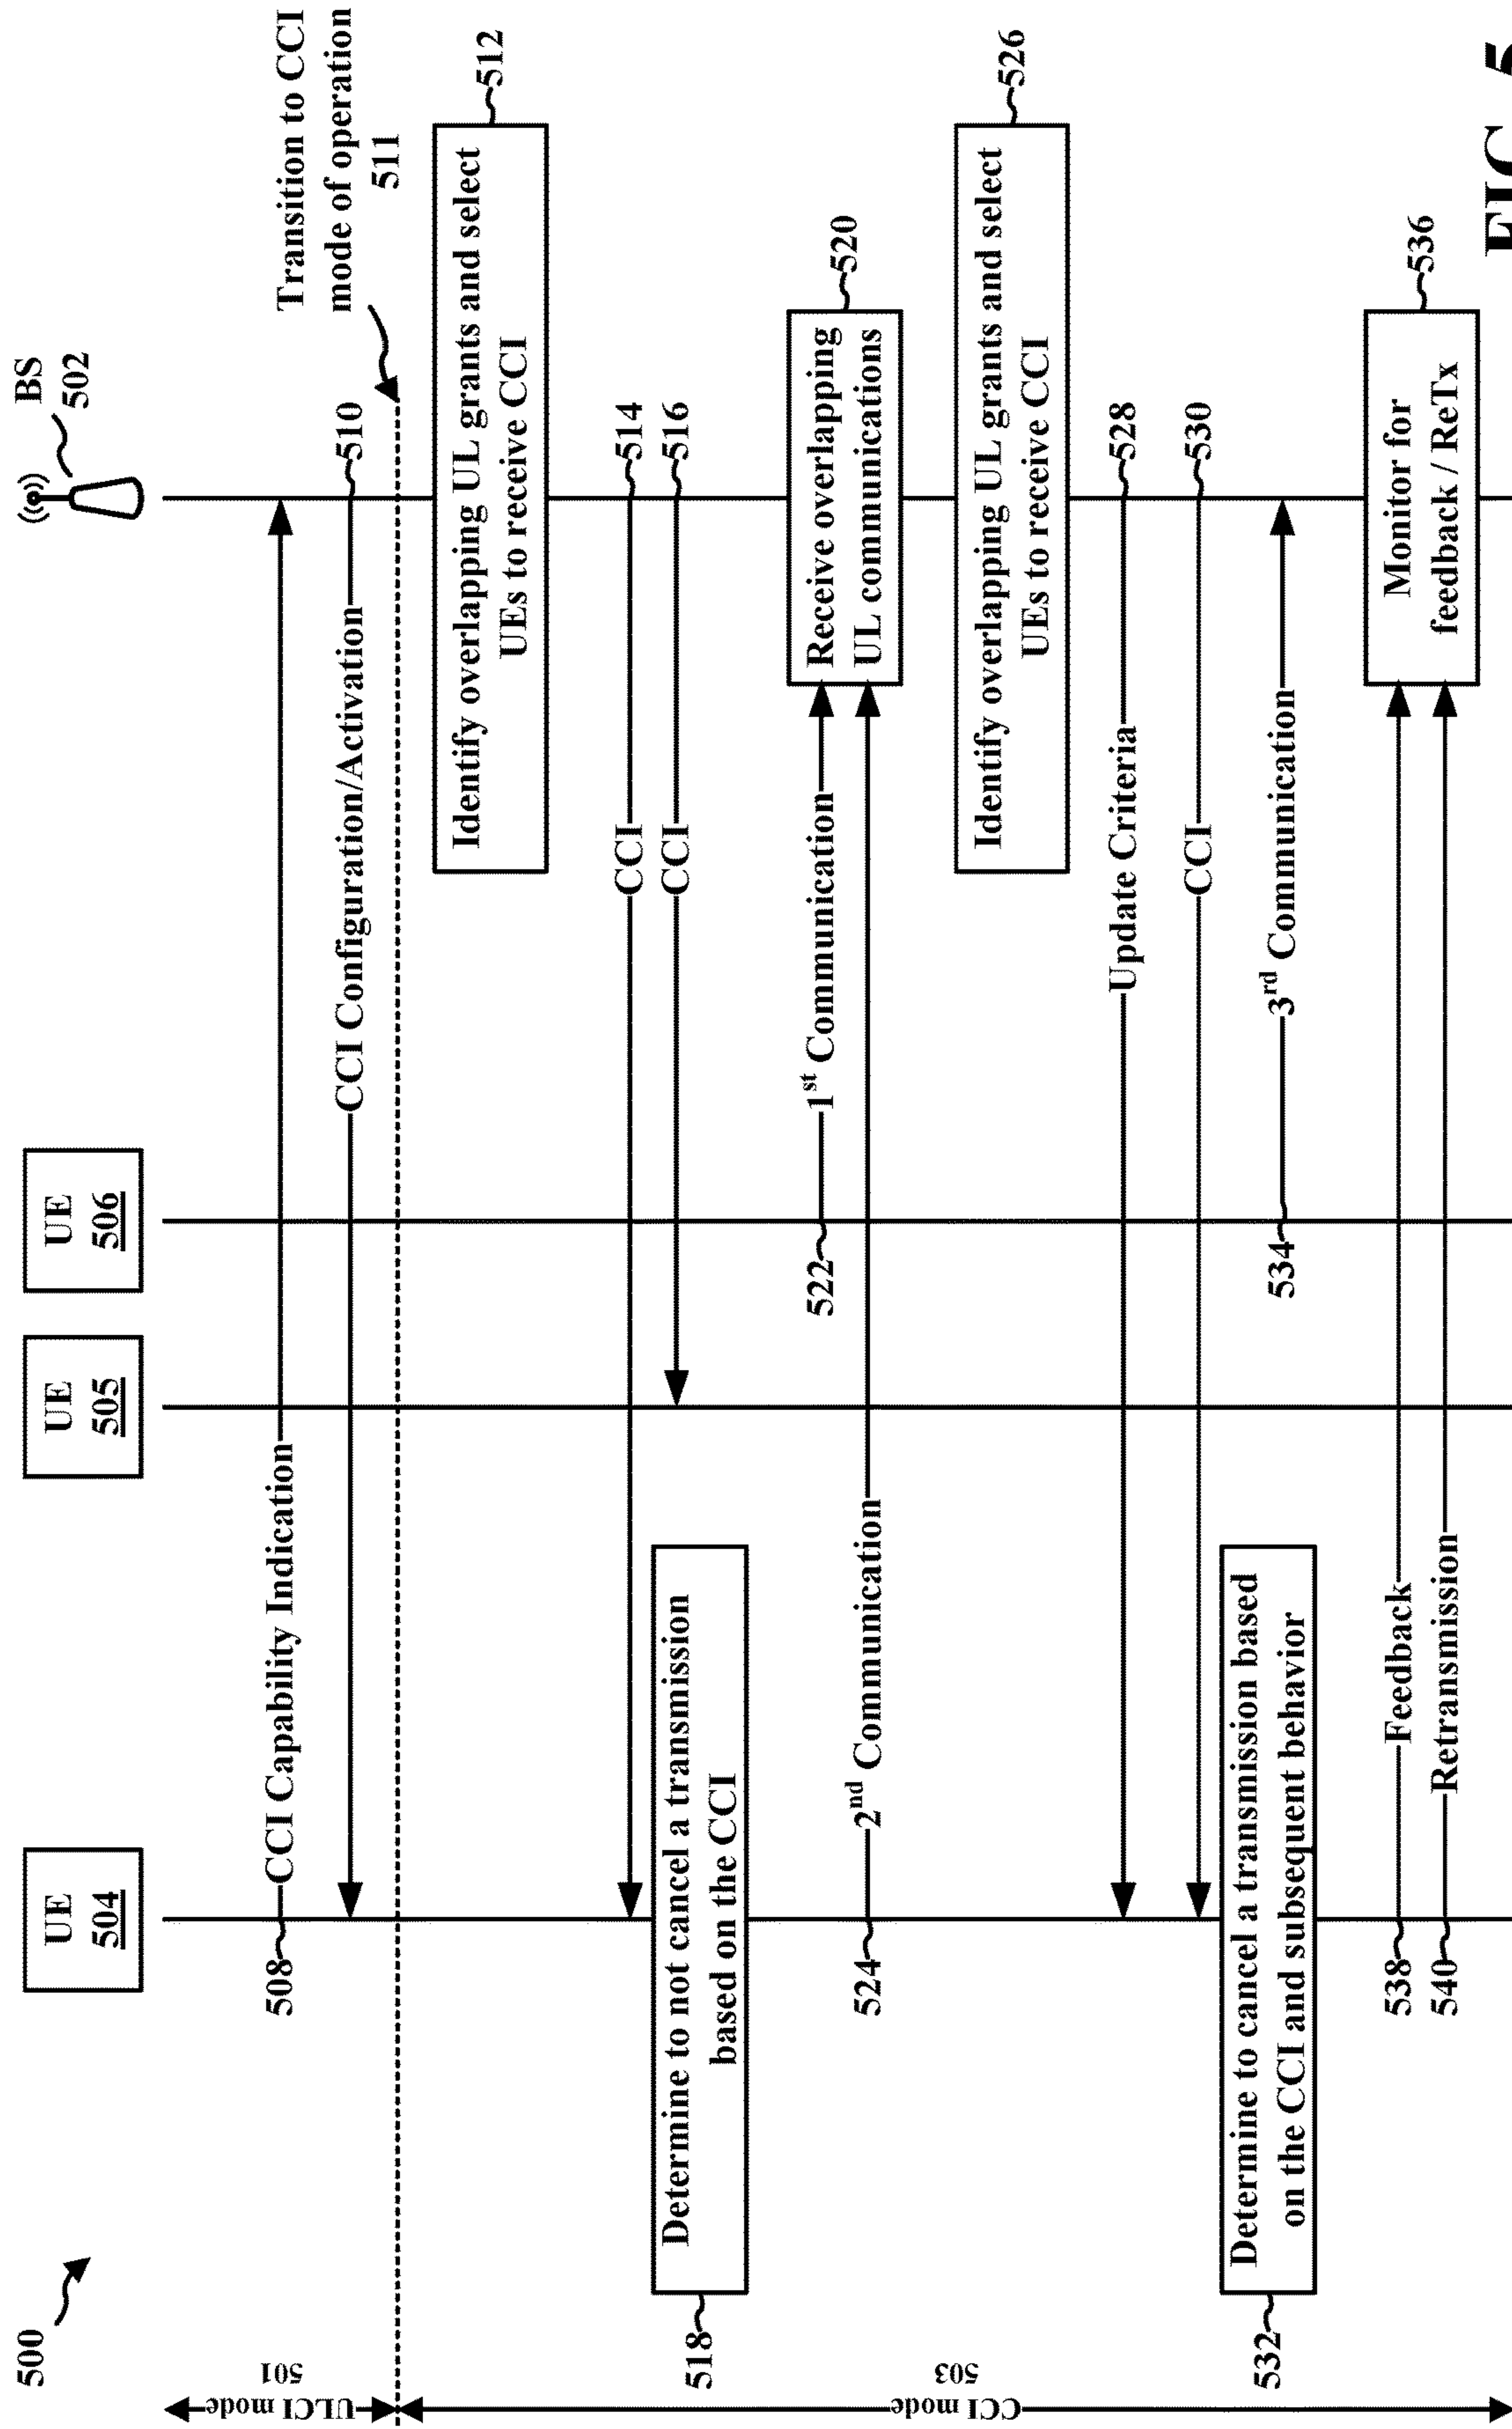 500
UE
504
UE
505
UE
506
BS
502
ULCI mode
501
508
CCI Capability Indication
CCI Configuration/Activation
510
Transition to CCI
mode of operation
511
CCI mode
503
Identify overlapping UL grants and select
UEs to receive CCI
512
CCI
514
CCI
516
518
Determine to not cancel a transmission
based on the CCI
522
1st Communication
Receive overlapping
UL communications
520
524
2nd Communication
Identify overlapping UL grants and select
UEs to receive CCI
526
Update Criteria
528
CCI
530
532
Determine to cancel a transmission based
on the CCI and subsequent behavior
534
3rd Communication
Monitor for
feedback / ReTx
536
538
Feedback
540
Retransmission
FIG. 5